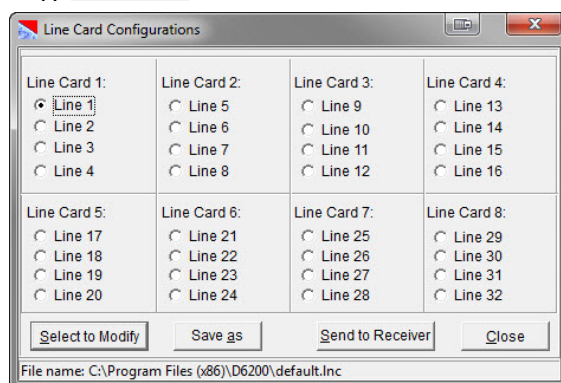 Line Card Configurations
Line Card 1: Line Card 2: Line Card 3: Line Card 4:
Line 1 Line 5 Line 9 Line 13
Line 2 Line 6 Line 10 Line 14
Line 3 Line 7 Line 11 Line 15
Line 4 Line 8 Line 12 Line 16
Line Card 5: Line Card 6: Line Card 7: Line Card 8:
Line 17 Line 21 Line 25 Line 29
Line 18 Line 22 Line 26 Line 30
Line 19 Line 23 Line 27 Line 31
Line 20 Line 24 Line 28 Line 32
Select to Modify Save as Send to Receiver Close
File name: C:\Program Files (x86)\D6200\default.lnc